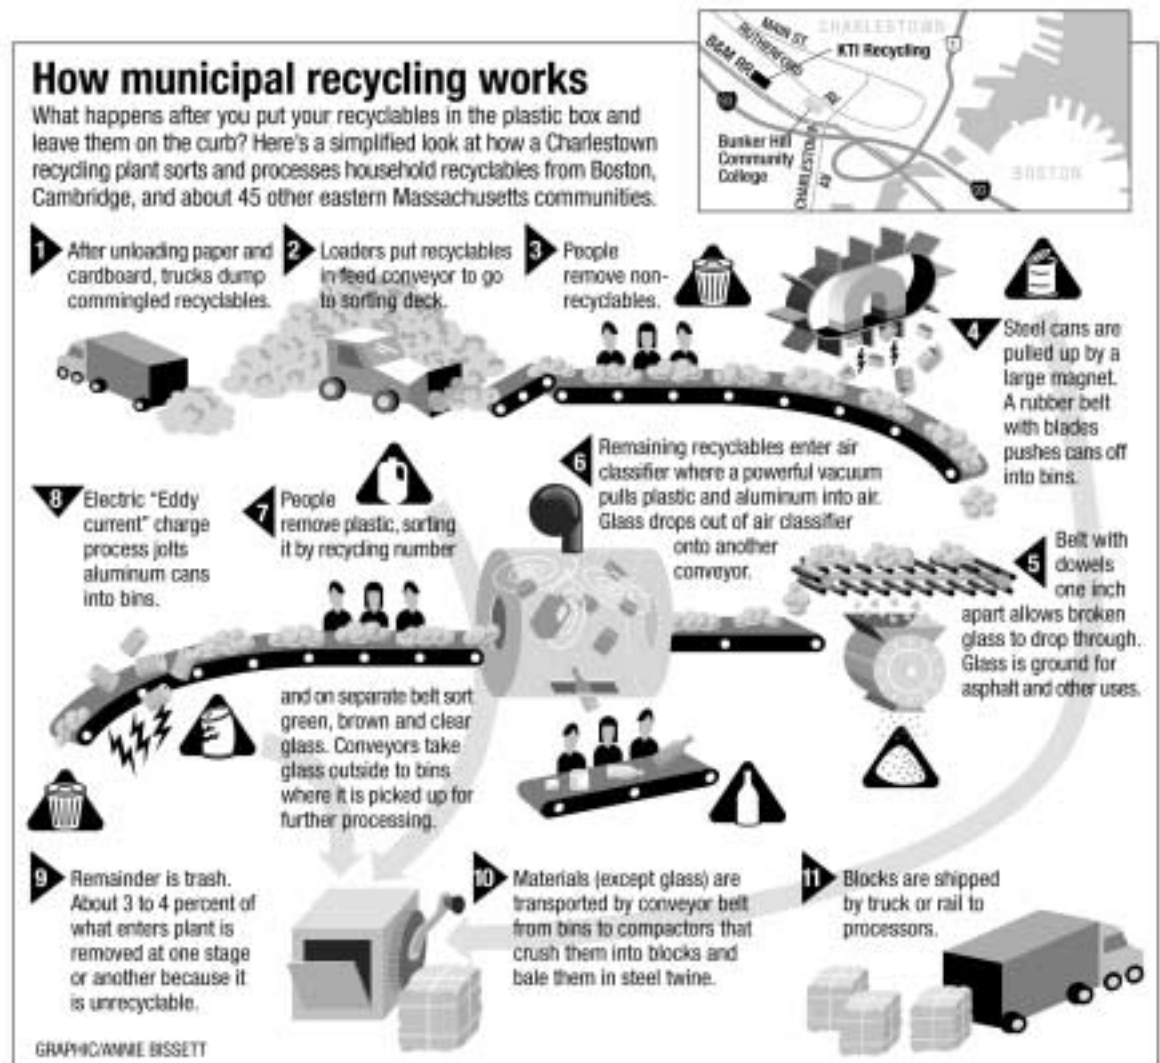 How municipal recycling works
What happens after you put your recyclables in the plastic box and
leave them on the curb? Here's a simplified look at how a Charlestown
recycling plant sorts and processes household recyclables from Boston,
Cambridge, and about 45 other eastern Massachusetts communities.
CHARLESTOWN
MAIN ST.
RUTHERFORD
B&M RR
KTI Recycling
1
Bunker Hill
Community
College
CHARLESTOWN
BOSTON
1
After unloading paper and
cardboard, trucks dump
commingled recyclables.
2
Loaders put recyclables
in feed conveyor to go
to sorting deck.
3
People
remove non-
recyclables.
4
Steel cans are
pulled up by a
large magnet.
A rubber belt
with blades
pushes cans off
into bins.
5
Belt with
dowels
one inch
apart allows broken
glass to drop through.
Glass is ground for
asphalt and other uses.
6
Remaining recyclables enter air
classifier where a powerful vacuum
pulls plastic and aluminum into air.
Glass drops out of air classifier
onto another
conveyor.
7
People
remove plastic, sorting
it by recycling number
and on separate belt sort
green, brown and clear
glass. Conveyors take
glass outside to bins
where it is picked up for
further processing.
8
Electric "Eddy
current" charge
process jolts
aluminum cans
into bins.
9
Remainder is trash.
About 3 to 4 percent of
what enters plant is
removed at one stage
or another because it
is unrecyclable.
10
Materials (except glass) are
transported by conveyor belt
from bins to compactors that
crush them into blocks and
bale them in steel twine.
11
Blocks are shipped
by truck or rail to
processors.
GRAPHIC/ANNIE BISSETT